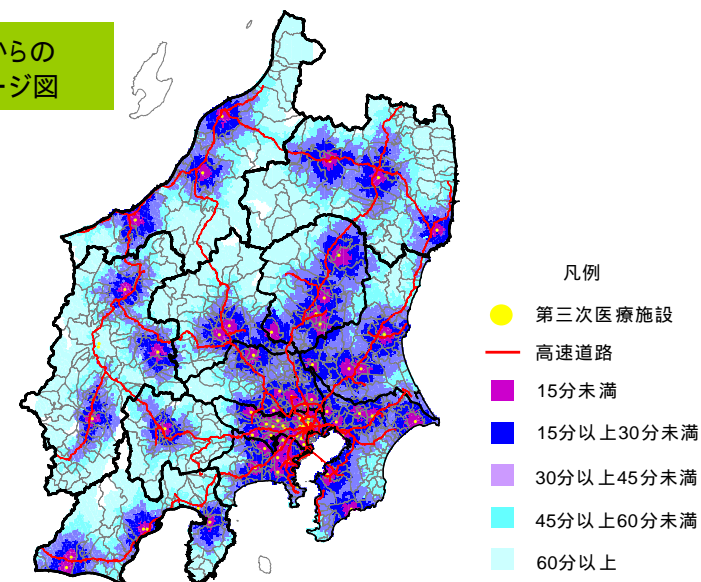 からの
ージ図
凡例
第三次医療施設
高速道路
15分未満
15分以上30分未満
30分以上45分未満
45分以上60分未満
60分以上